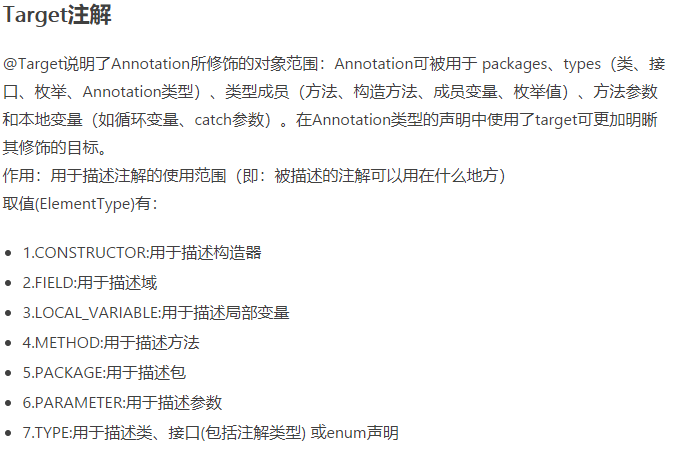 Target注解
@Target说明了Annotation所修饰的对象范围：Annotation可被用于 packages、types（类、接
口、枚举、Annotation类型）、类型成员（方法、构造方法、成员变量、枚举值）、方法参数
和本地变量（如循环变量、catch参数）。在Annotation类型的声明中使用了target可更加明晰
其修饰的目标。
作用：用于描述注解的使用范围（即：被描述的注解可以用在什么地方）
取值(ElementType)有：
• 1.CONSTRUCTOR:用于描述构造器
• 2.FIELD:用于描述域
• 3.LOCAL_VARIABLE:用于描述局部变量
• 4.METHOD:用于描述方法
• 5.PACKAGE:用于描述包
• 6.PARAMETER:用于描述参数
• 7.TYPE:用于描述类、接口(包括注解类型) 或enum声明